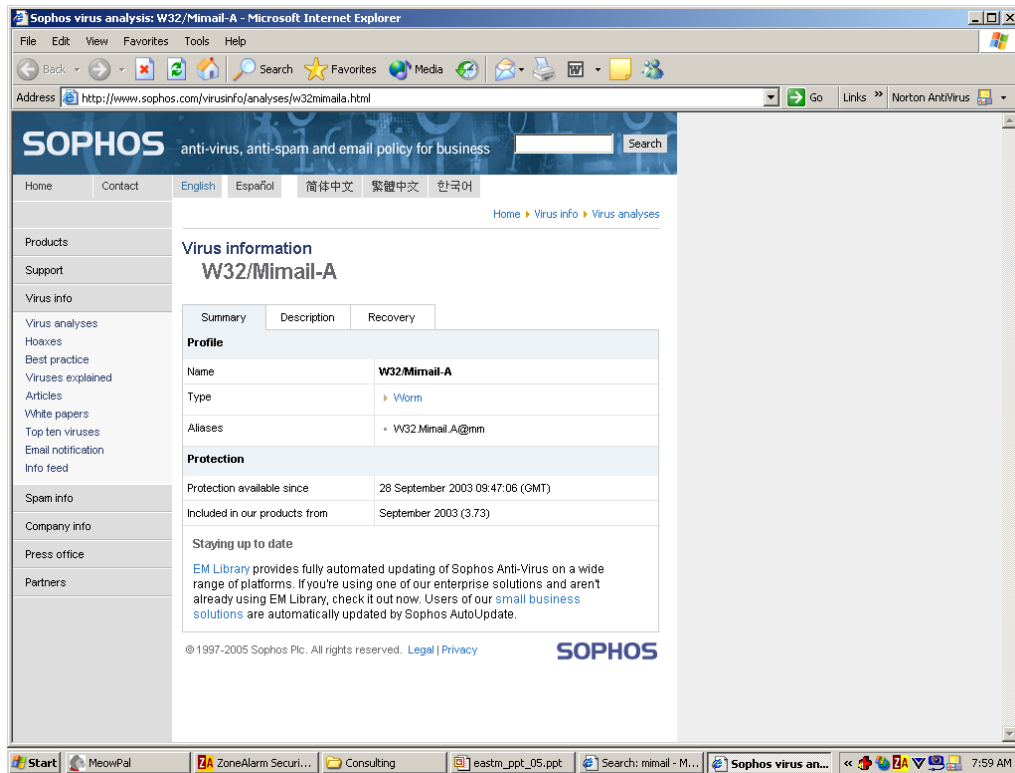 Sophos virus analysis: W32/Mimail-A - Microsoft Internet Explorer
File Edit View Favorites Tools Help
Back Search Favorites Media
Address http://www.sophos.com/virusinfo/analyses/w32mimaila.html Go Links » Norton AntiVirus
SOPHOS anti-virus, anti-spam and email policy for business Search
Home Contact English Español 简体中文 繁體中文 한국어
Home Virus info Virus analyses
Products
Support
Virus info
Virus analyses
Hoaxes
Best practice
Viruses explained
Articles
White papers
Top ten viruses
Email notification
Info feed
Spam info
Company info
Press office
Partners
Virus information
W32/Mimail-A
Summary Description Recovery
Profile
Name W32/Mimail-A
Type Worm
Aliases W32.Mimail.A@mm
Protection
Protection available since 28 September 2003 09:47:06 (GMT)
Included in our products from September 2003 (3.73)
Staying up to date
EM Library provides fully automated updating of Sophos Anti-Virus on a wide
range of platforms. If you're using one of our enterprise solutions and aren't
already using EM Library, check it out now. Users of our small business
solutions are automatically updated by Sophos AutoUpdate.
© 1997-2005 Sophos Plc. All rights reserved. Legal | Privacy SOPHOS
Start MeowPal ZA ZoneAlarm Securi... Consulting eastm_ppt_05.ppt Search: mimail - M... Sophos virus an... « ZA 7:59 AM